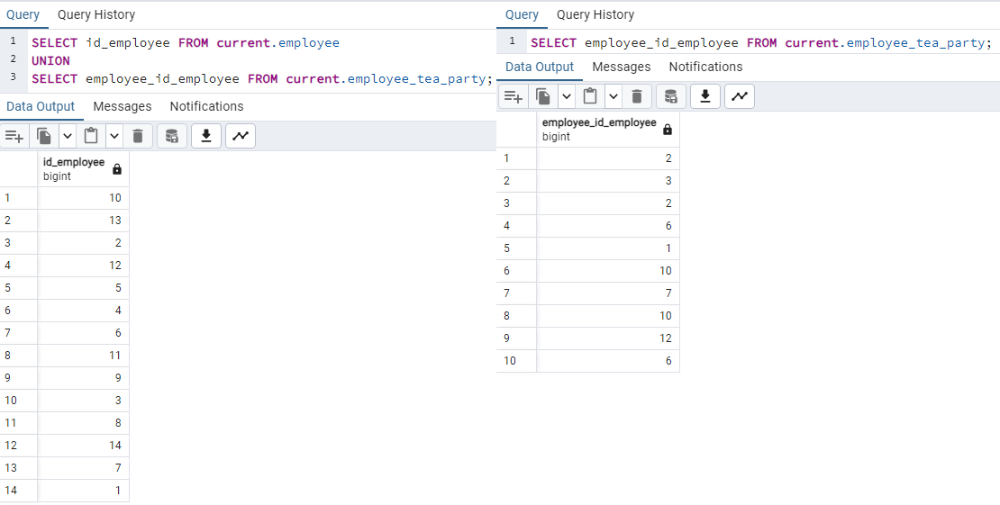 Query Query History
1 SELECT id_employee FROM current.employee
2 UNION
3 SELECT employee_id_employee FROM current.employee_tea_party;
Data Output Messages Notifications
id_employee
bigint
1 10
2 13
3 2
4 12
5 5
6 4
7 6
8 11
9 9
10 3
11 8
12 14
13 7
14 1
Query Query History
1 SELECT employee_id_employee FROM current.employee_tea_party;
Data Output Messages Notifications
employee_id_employee
bigint
1 2
2 3
3 2
4 6
5 1
6 10
7 7
8 10
9 12
10 6